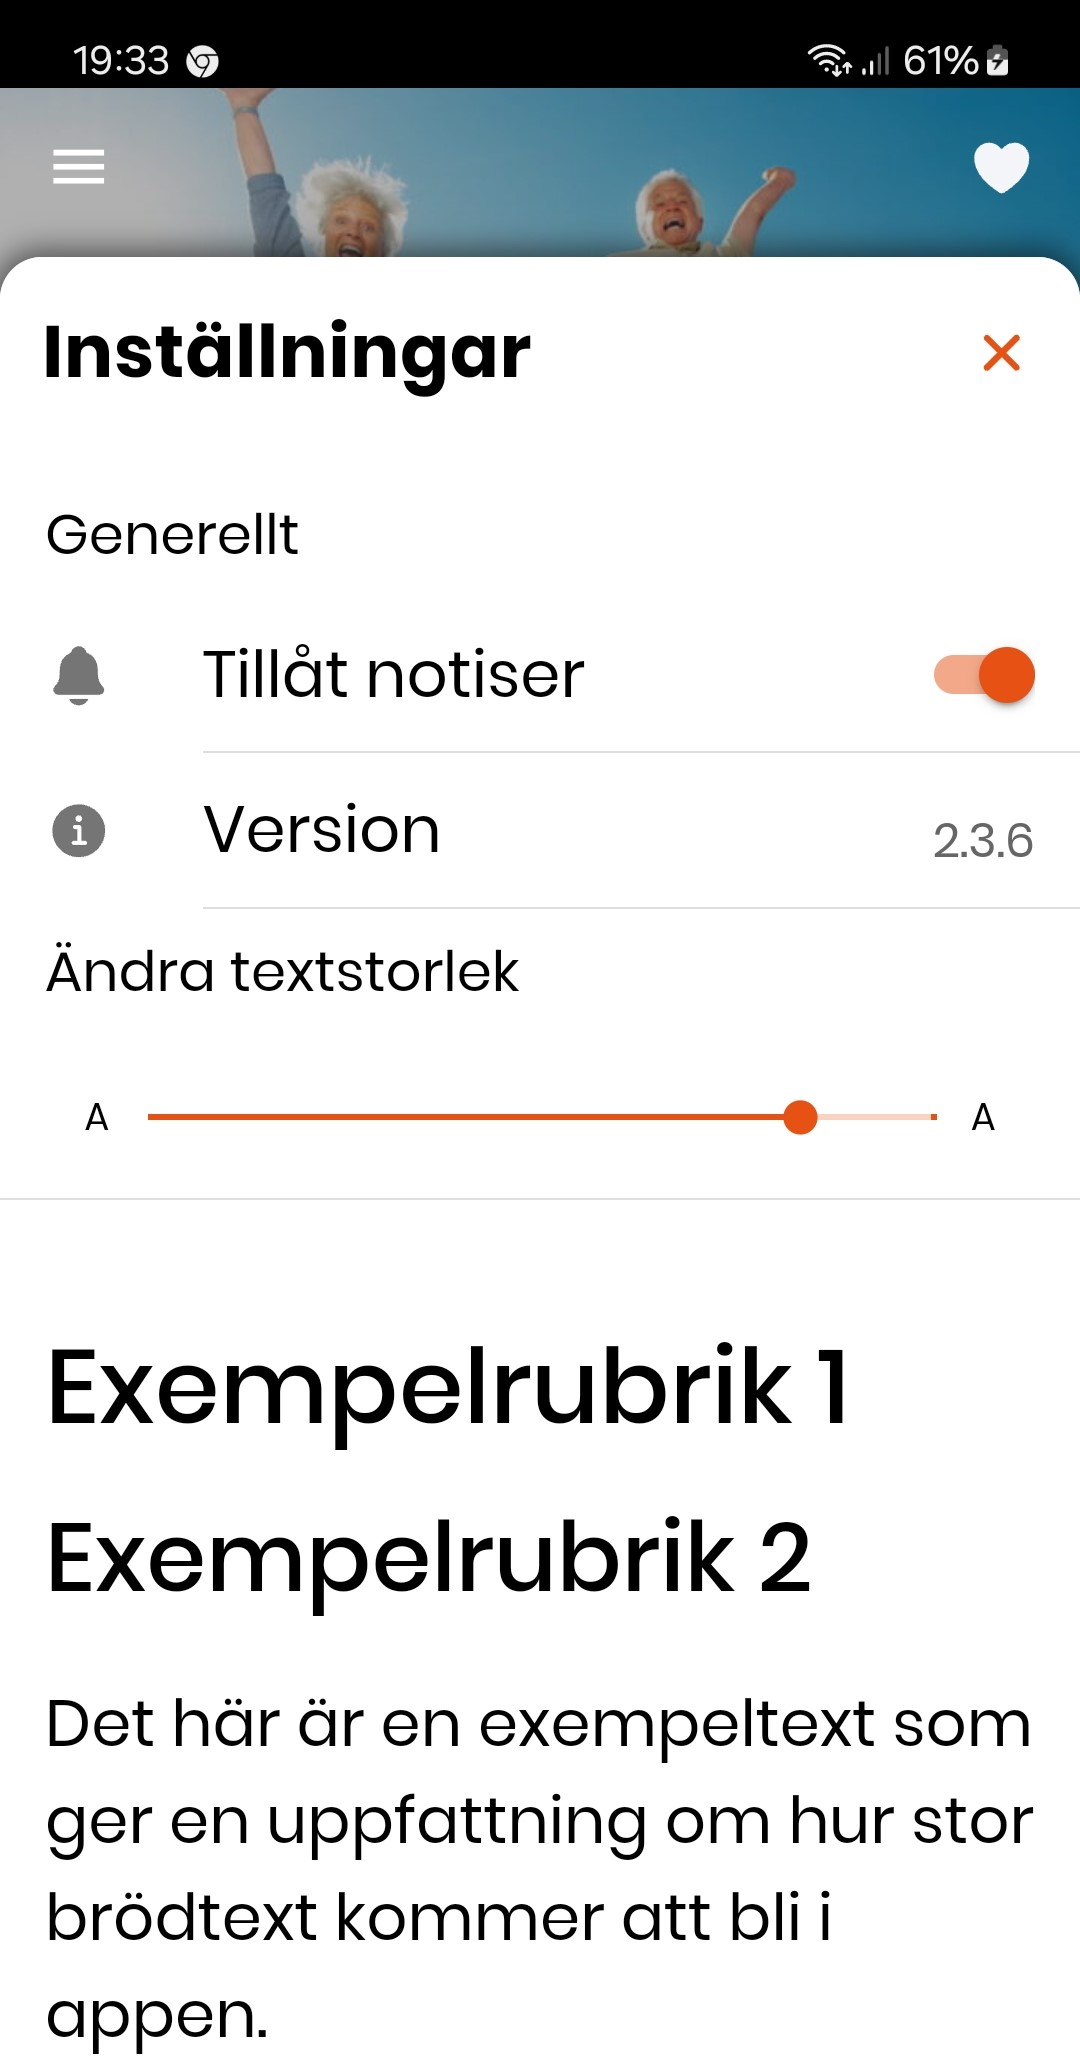 19:33
61%
Inställningar
Generellt
Tillåt notiser
Version
2.3.6
Ändra textstorlek
A
A
Exempelrubrik 1
Exempelrubrik 2
Det här är en exempeltext som
ger en uppfattning om hur stor
brödtext kommer att bli i
appen.